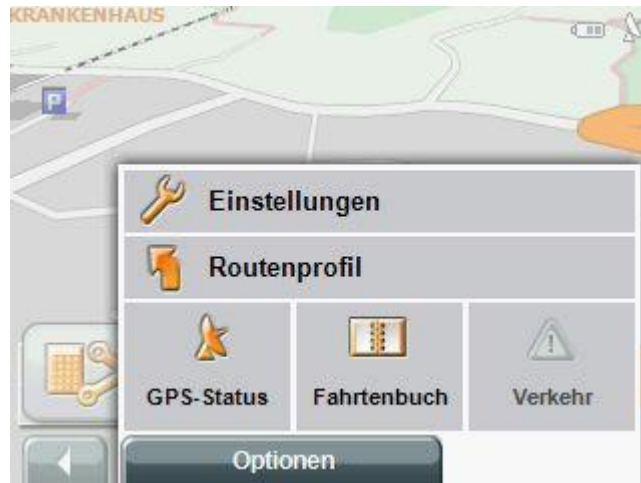 KRANKENHAUS
P
Einstellungen
Routenprofil
GPS-Status
Fahrtenbuch
Verkehr
Optionen